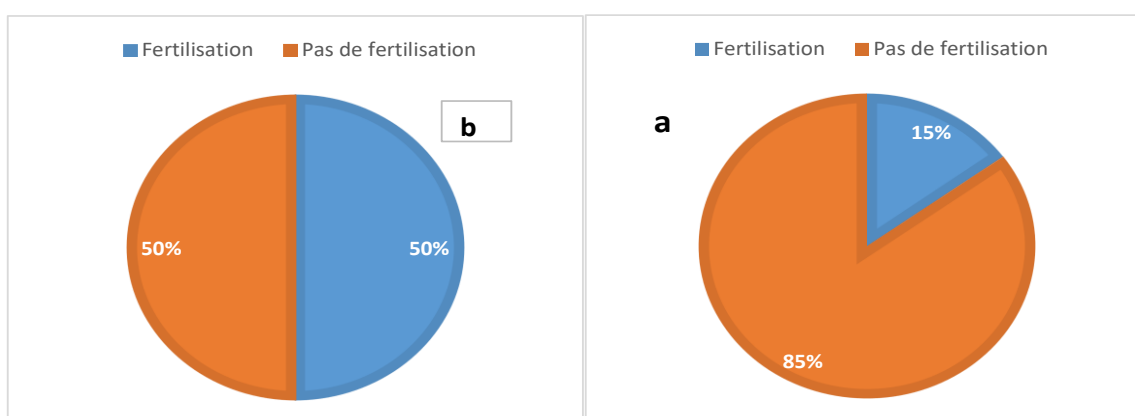 Fertilisation Pas de fertilisation
b
50%
50%
Fertilisation Pas de fertilisation
a
15%
85%